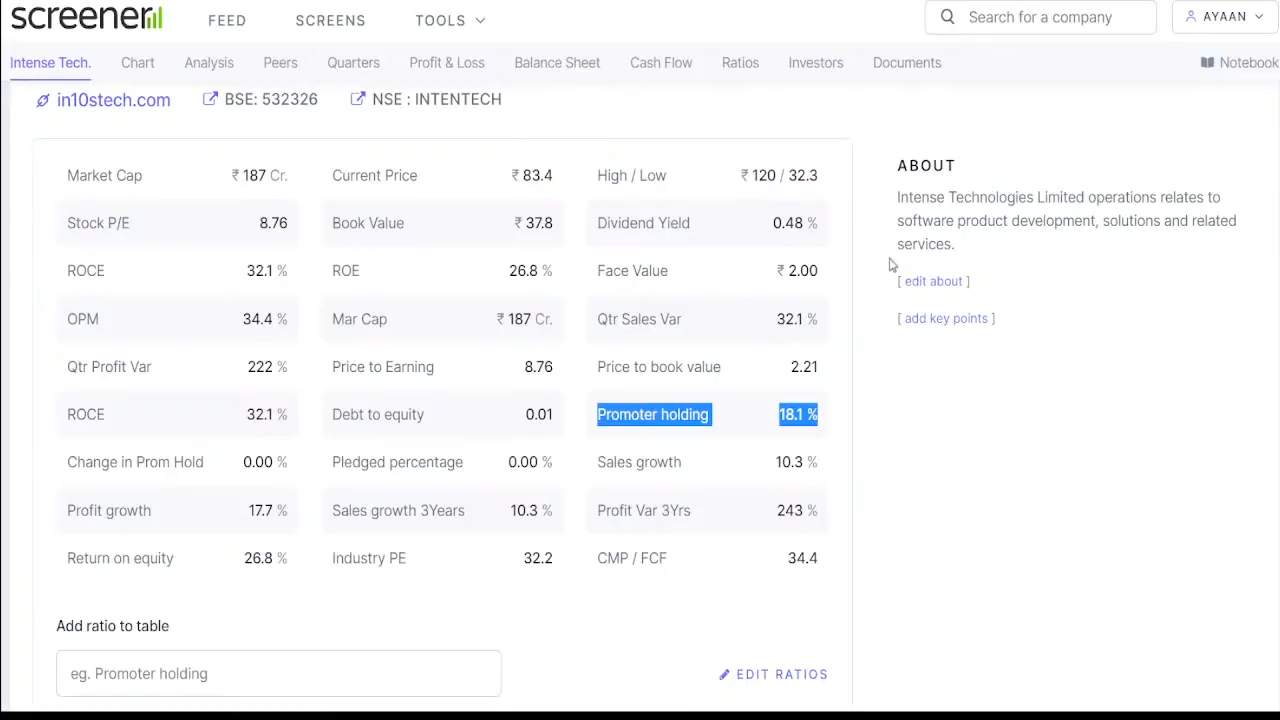 screener FEED SCREENS TOOLS Search for a company AYAAN
Intense Tech. Chart Analysis Peers Quarters Profit & Loss Balance Sheet Cash Flow Ratios Investors Documents Notebook
in10stech.com BSE: 532326 NSE : INTENTECH
Market Cap ₹ 187 Cr. Current Price ₹ 83.4 High / Low ₹ 120 / 32.3
Stock P/E 8.76 Book Value ₹ 37.8 Dividend Yield 0.48 %
ROCE 32.1 % ROE 26.8 % Face Value ₹ 2.00
OPM 34.4 % Mar Cap ₹ 187 Cr. Qtr Sales Var 32.1 %
Qtr Profit Var 222 % Price to Earning 8.76 Price to book value 2.21
ROCE 32.1 % Debt to equity 0.01 Promoter holding 18.1 %
Change in Prom Hold 0.00 % Pledged percentage 0.00 % Sales growth 10.3 %
Profit growth 17.7 % Sales growth 3Years 10.3 % Profit Var 3Yrs 243 %
Return on equity 26.8 % Industry PE 32.2 CMP / FCF 34.4
Add ratio to table
eg. Promoter holding EDIT RATIOS
ABOUT
Intense Technologies Limited operations relates to
software product development, solutions and related
services.
[ edit about ]
[ add key points ]